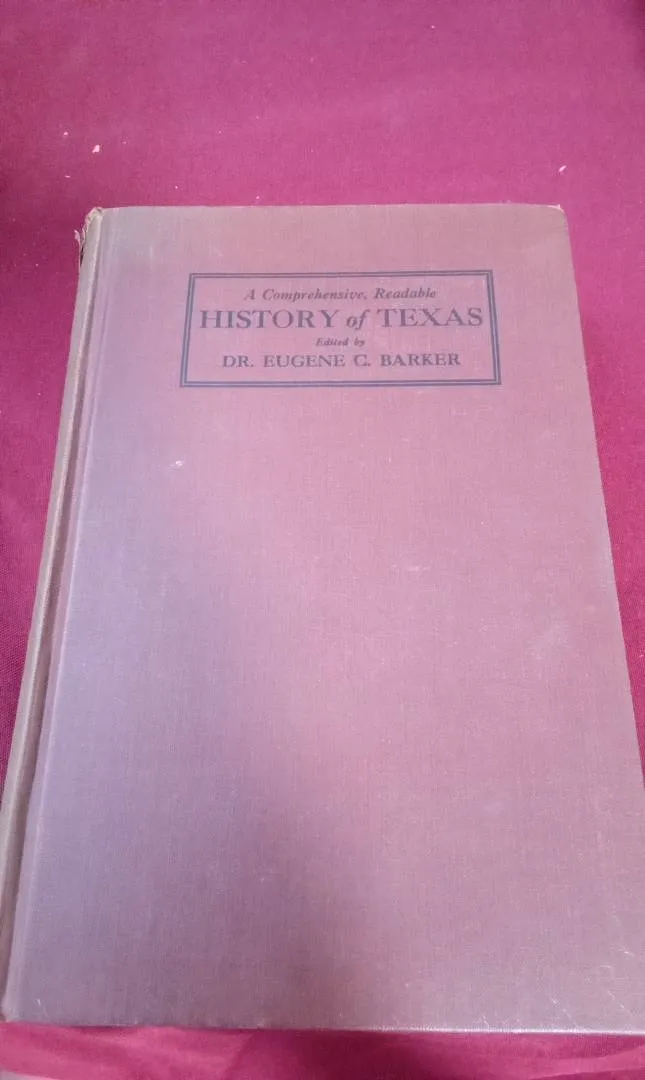 A Comprehensive, Readable
HISTORY of TEXAS
Edited by
DR. EUGENE C. BARKER